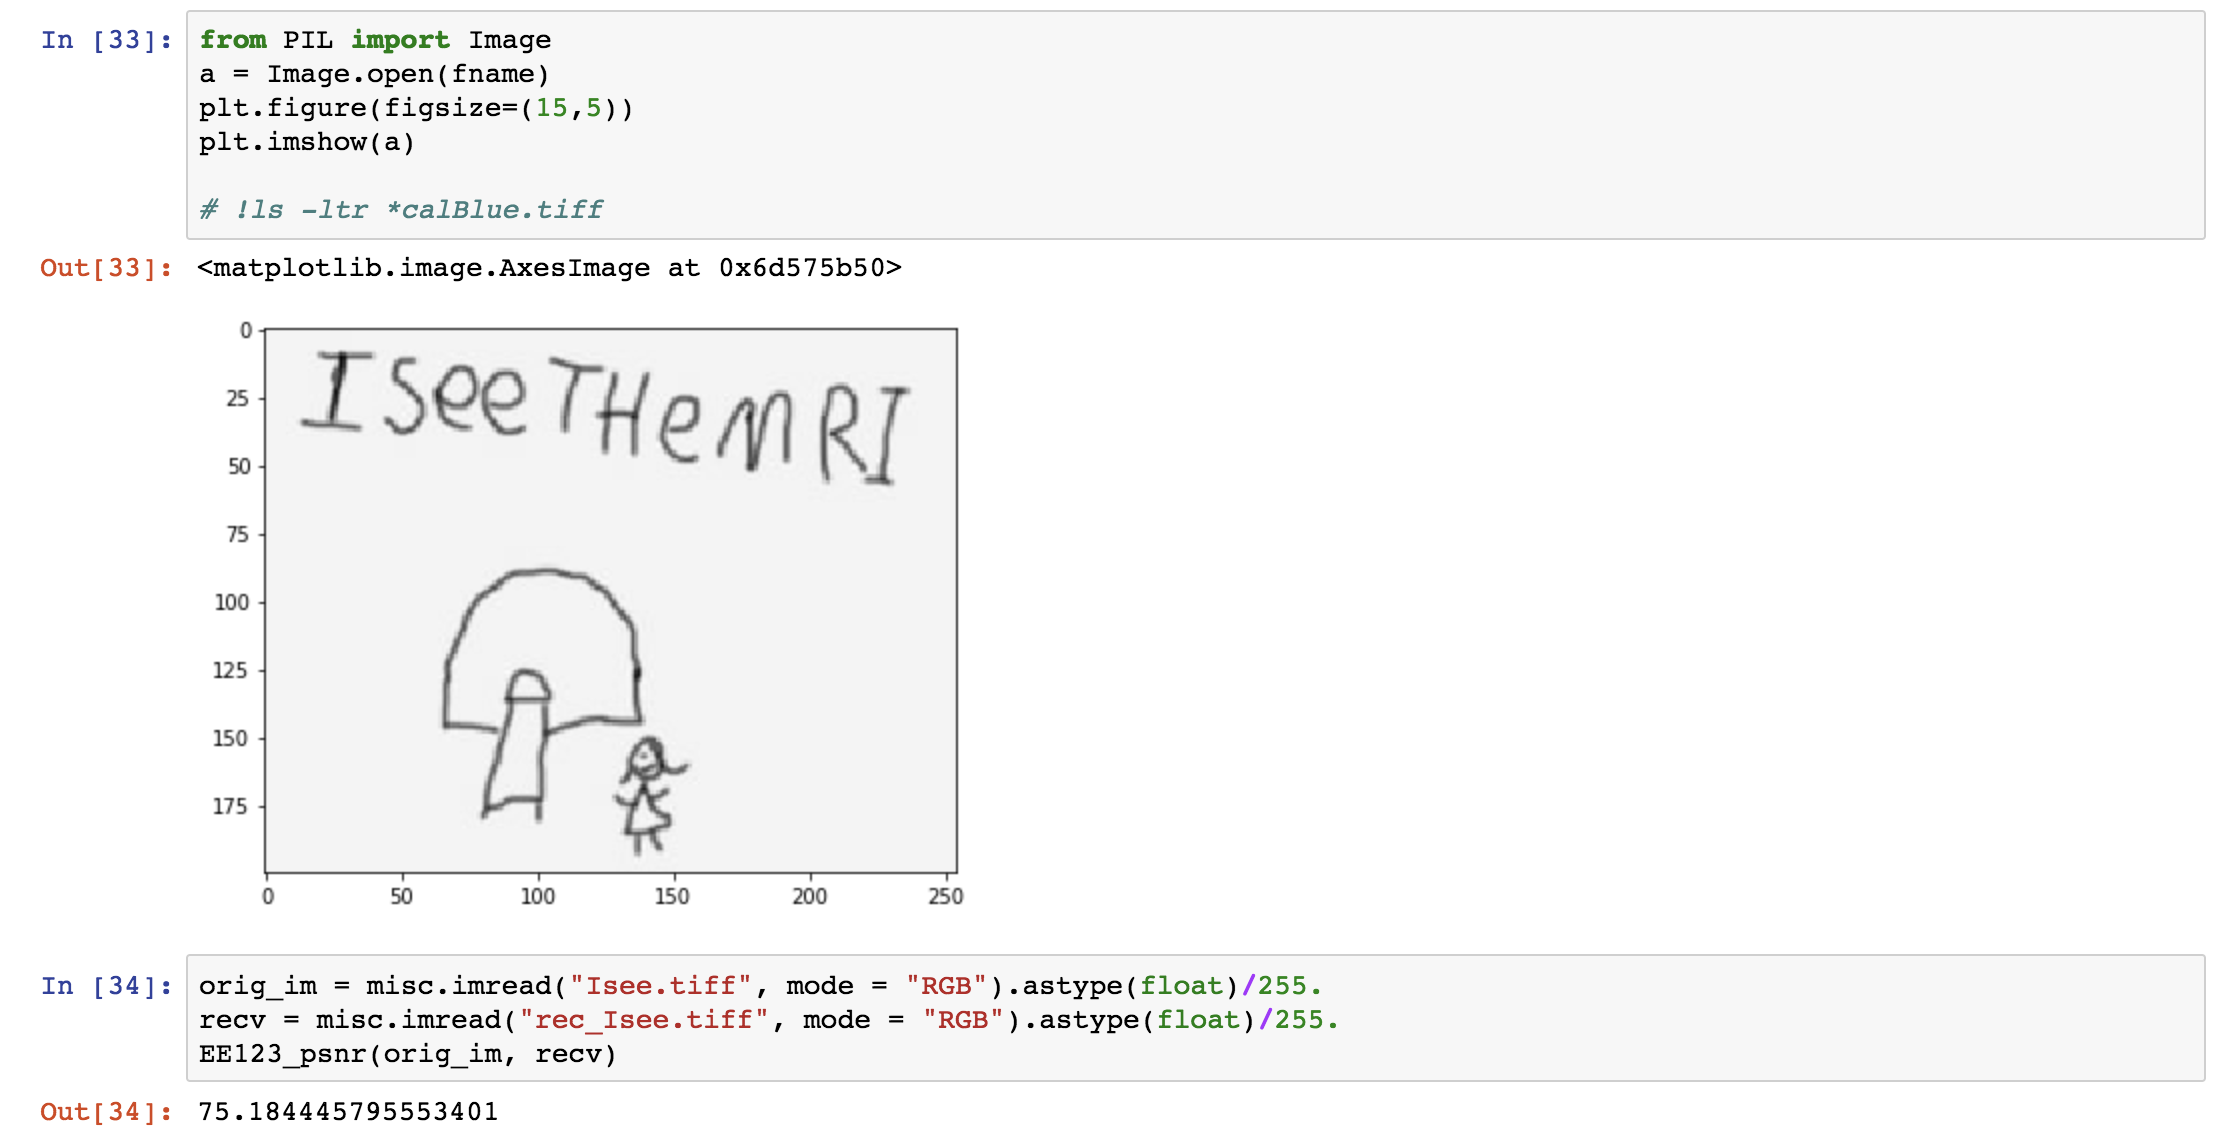 In [33]: from PIL import Image
a = Image.open(fname)
plt.figure(figsize=(15,5))
plt.imshow(a)
# !ls -ltr *calBlue.tiff
Out[33]: <matplotlib.image.AxesImage at 0x6d575b50>
I see THe MRI
0
25
50
75
100
125
150
175
0 50 100 150 200 250
In [34]: orig_im = misc.imread("Isee.tiff", mode = "RGB").astype(float)/255.
recv = misc.imread("rec_Isee.tiff", mode = "RGB").astype(float)/255.
EE123_psnr(orig_im, recv)
Out[34]: 75.184445795553401